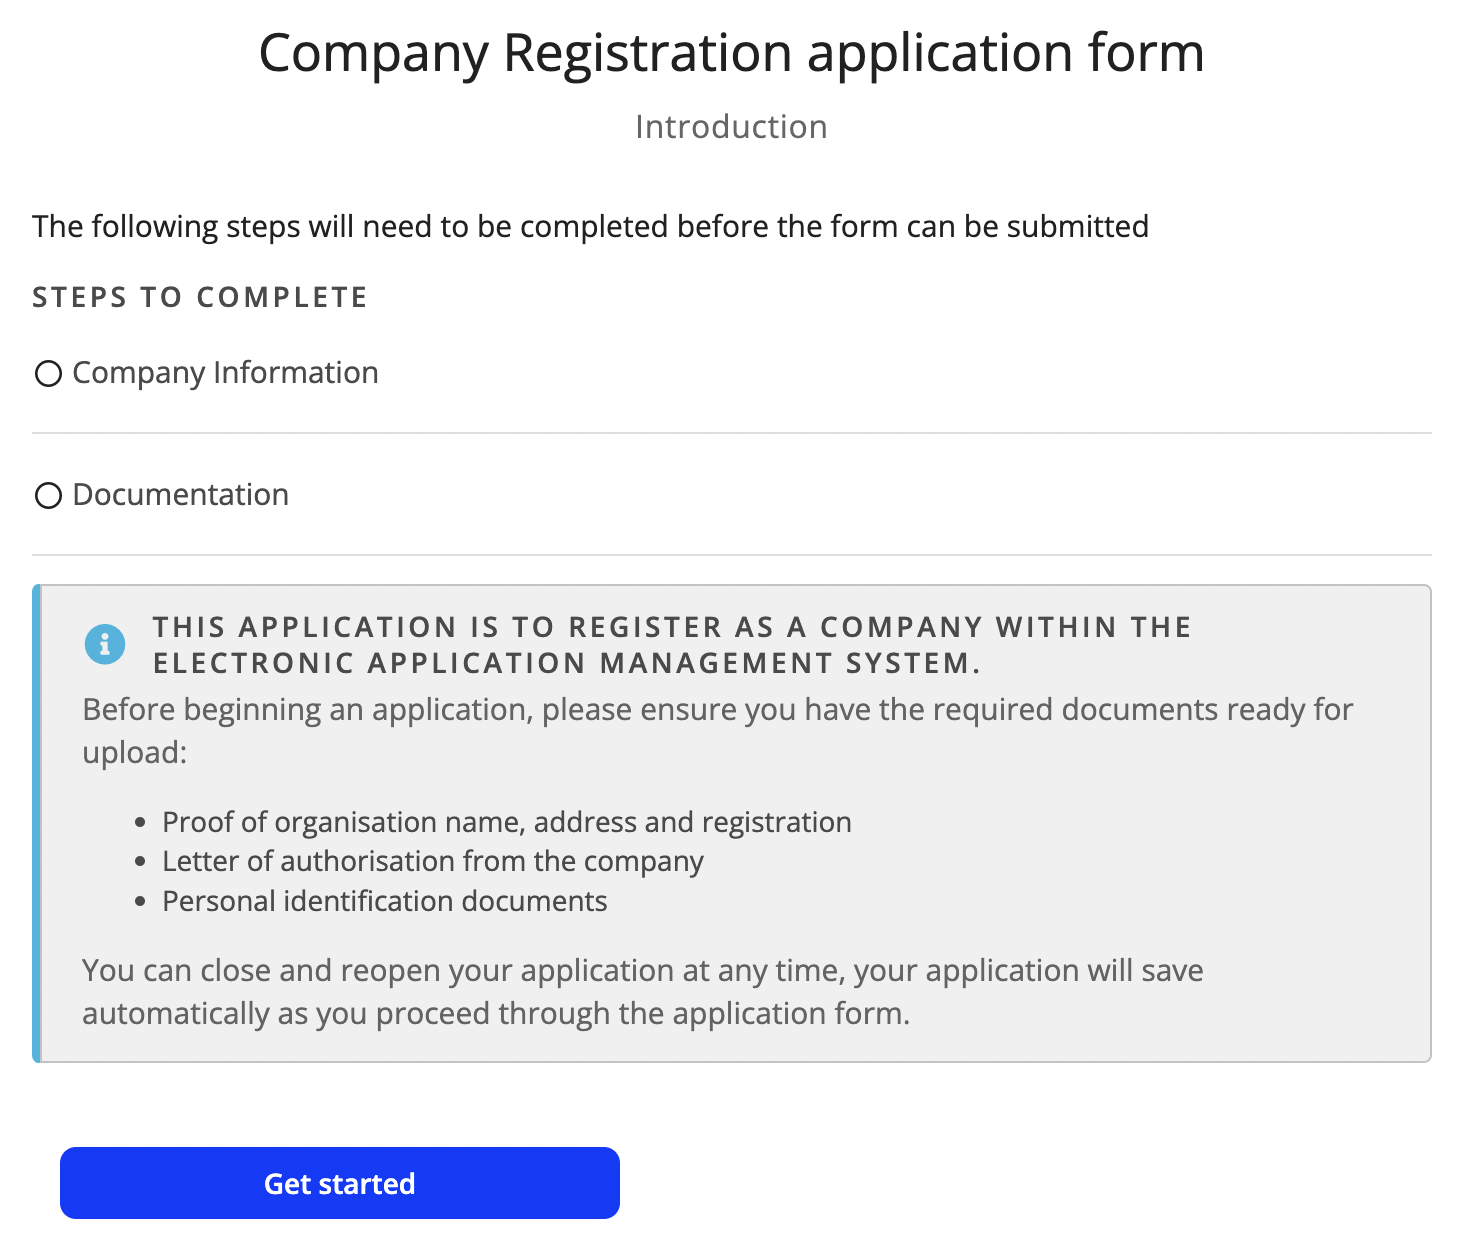 Company Registration application form
Introduction
The following steps will need to be completed before the form can be submitted
STEPS TO COMPLETE
Company Information
Documentation
THIS APPLICATION IS TO REGISTER AS A COMPANY WITHIN THE
ELECTRONIC APPLICATION MANAGEMENT SYSTEM.
Before beginning an application, please ensure you have the required documents ready for
upload:
• Proof of organisation name, address and registration
• Letter of authorisation from the company
• Personal identification documents
You can close and reopen your application at any time, your application will save
automatically as you proceed through the application form.
Get started